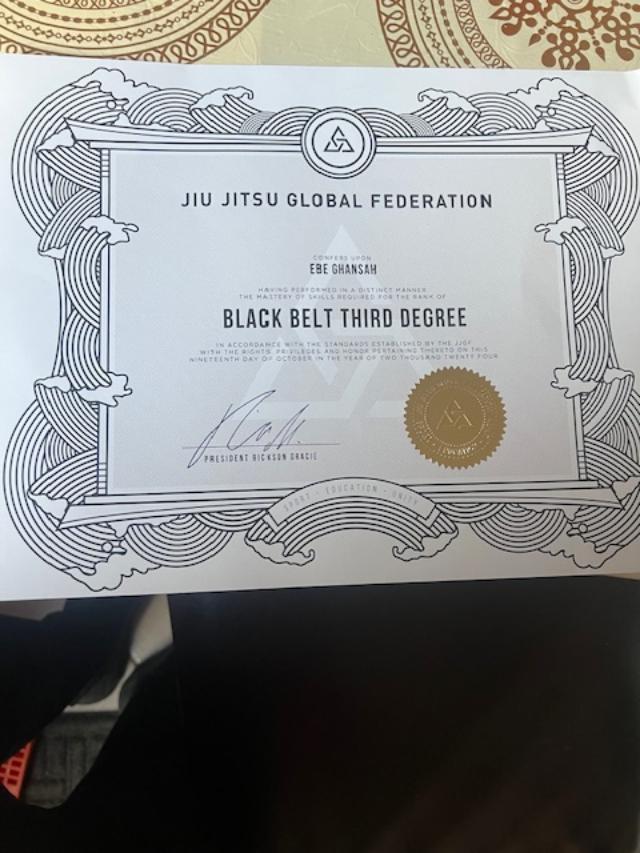 JIU JITSU GLOBAL FEDERATION
CONFERS UPON
EBE GHANSAH
HAVING PERFORMED IN A DISTINCT MANNER
THE MASTERY OF SKILLS REQUIRED FOR THE RANK OF
BLACK BELT THIRD DEGREE
IN ACCORDANCE WITH THE STANDARDS ESTABLISHED BY THE JJGF
WITH THE RIGHTS, PRIVILEGES AND HONOR PERTAINING THERETO ON THIS
NINETEENTH DAY OF OCTOBER IN THE YEAR OF TWO THOUSAND TWENTY FOUR
PRESIDENT RICKSON GRACIE
SPORT - EDUCATION - UNITY